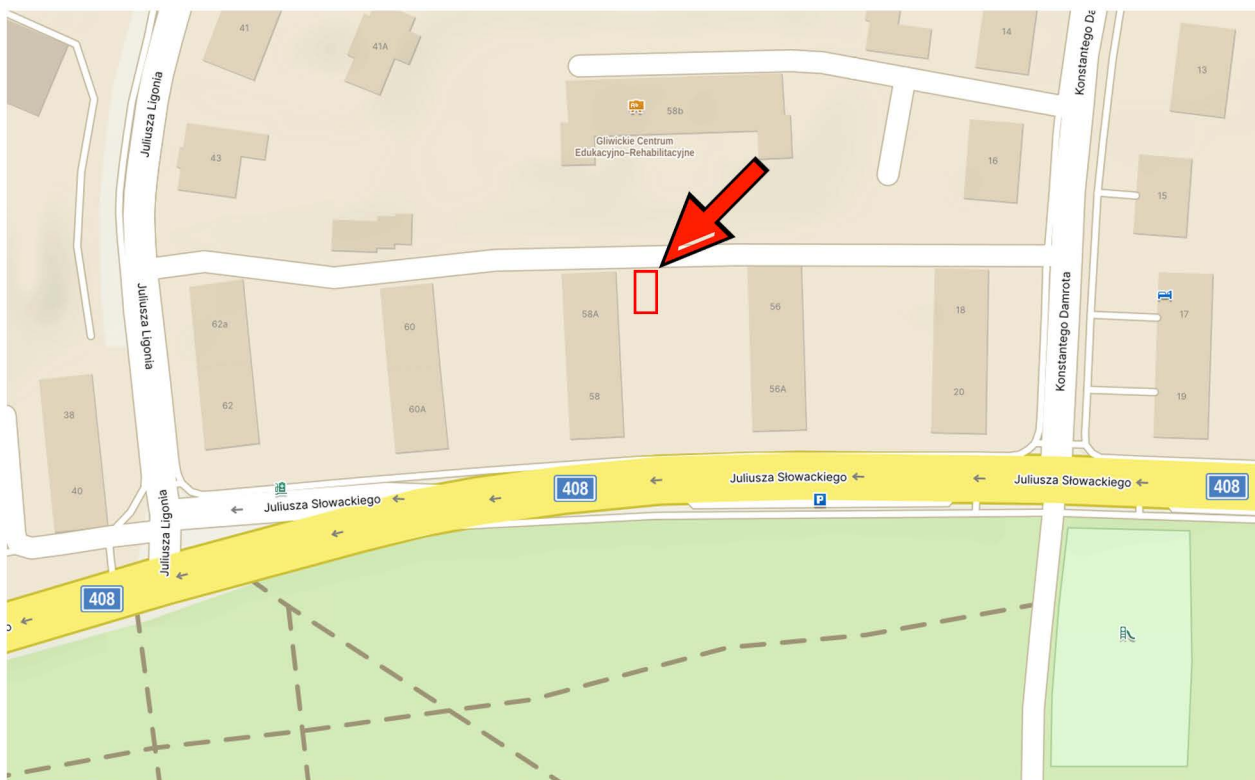 41
41A
14
Konstantego Da
13
Juliusza Ligonia
58b
Gliwickie Centrum
Edukacyjno-Rehabilitacyjne
43
16
15
Juliusza Ligonia
62a
60
58A
56
18
Konstantego Damrota
17
62
60A
58
56A
20
19
38
40
Juliusza Słowackiego
408
Juliusza Słowackiego
P
Juliusza Słowackiego
408
Juliusza Ligonia
408
o